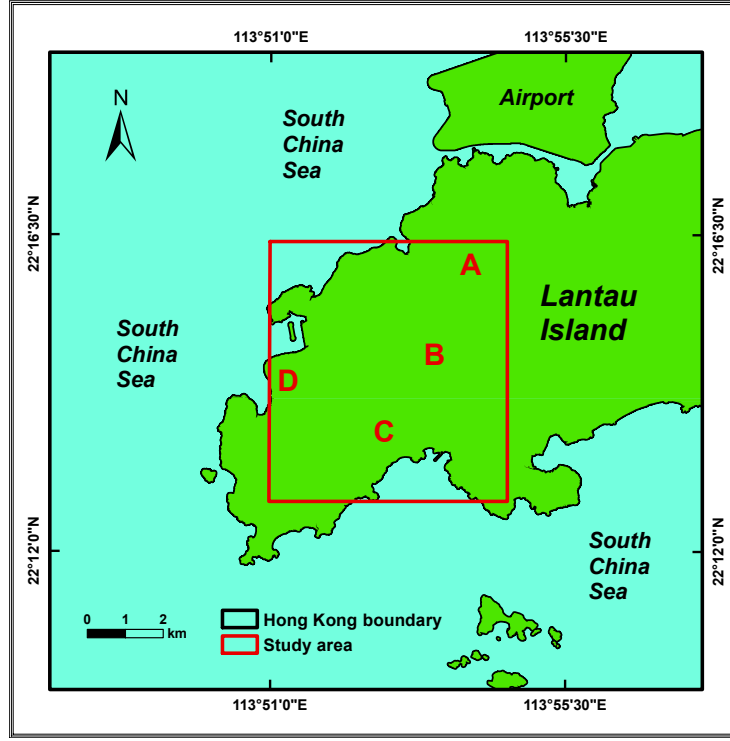 113°51'0"E
113°55'30"E
Airport
N
South
China
Sea
22°16'30"N
22°16'30"N
A
Lantau
Island
South
China
Sea
B
D
C
22°12'0"N
22°12'0"N
South
China
Sea
0 1 2
km
Hong Kong boundary
Study area
113°51'0"E
113°55'30"E